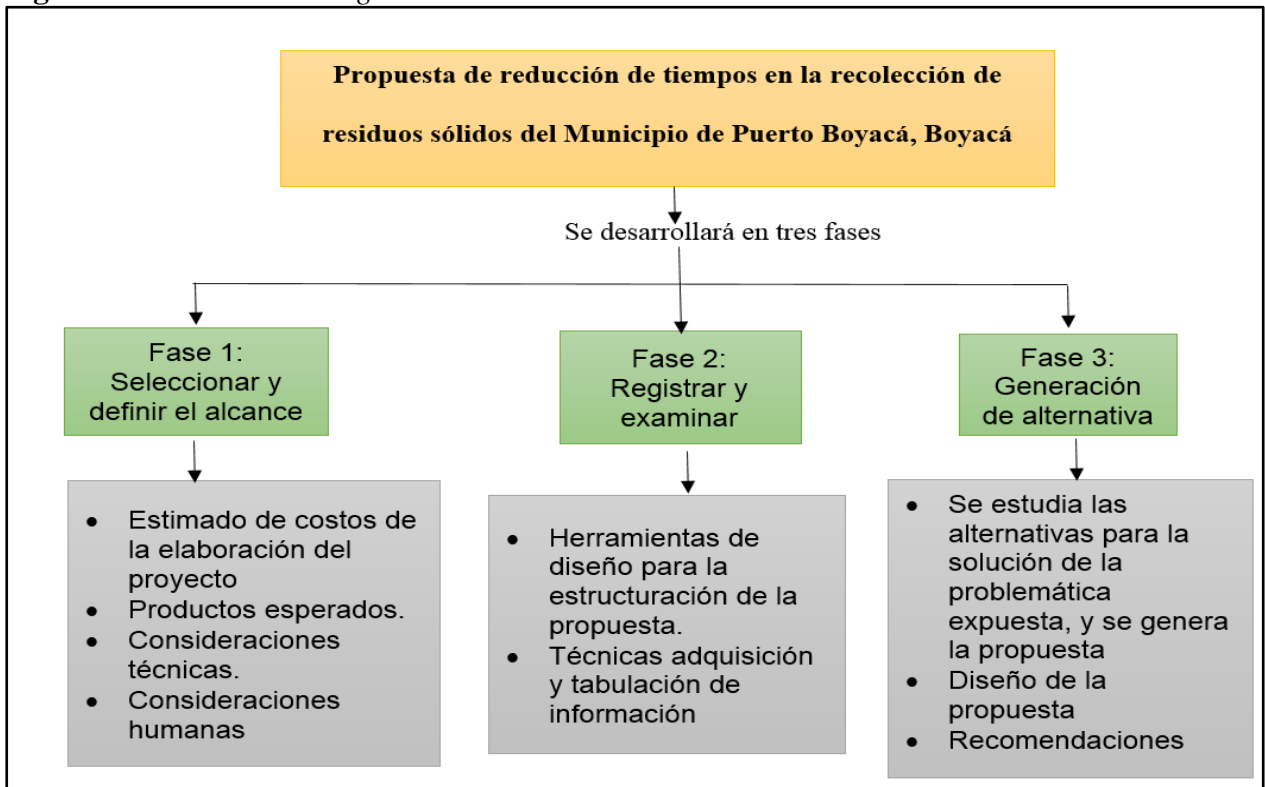 Propuesta de reducción de tiempos en la recolección de
residuos sólidos del Municipio de Puerto Boyacá, Boyacá
Se desarrollará en tres fases
Fase 1:
Seleccionar y
definir el alcance
• Estimado de costos de
la elaboración del
proyecto
• Productos esperados.
• Consideraciones
técnicas.
• Consideraciones
humanas
Fase 2:
Registrar y
examinar
• Herramientas de
diseño para la
estructuración de la
propuesta.
• Técnicas adquisición
y tabulación de
información
Fase 3:
Generación
de alternativa
• Se estudia las
alternativas para la
solución de la
problemática
expuesta, y se genera
la propuesta
• Diseño de la
propuesta
• Recomendaciones